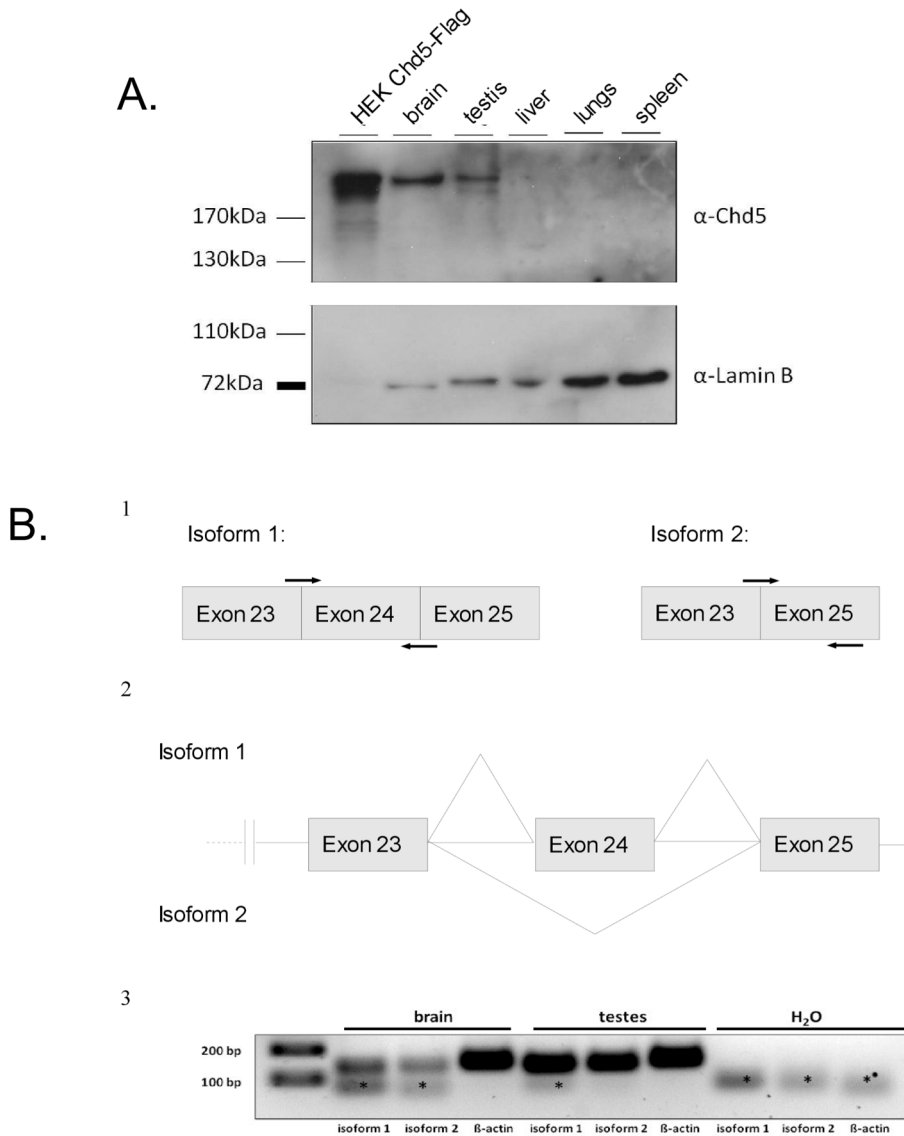 A.
HEK Chd5-Flag
brain
testis
liver
lungs
spleen
170kDa
130kDa
α-Chd5
110kDa
72kDa
α-Lamin B
B.
1
Isoform 1:
Isoform 2:
Exon 23
Exon 24
Exon 25
Exon 23
Exon 25
2
Isoform 1
Exon 23
Exon 24
Exon 25
Isoform 2
3
brain
testes
H2O
200 bp
100 bp
* * * * * *
isoform 1 isoform 2 ß-actin isoform 1 isoform 2 ß-actin isoform 1 isoform 2 ß-actin